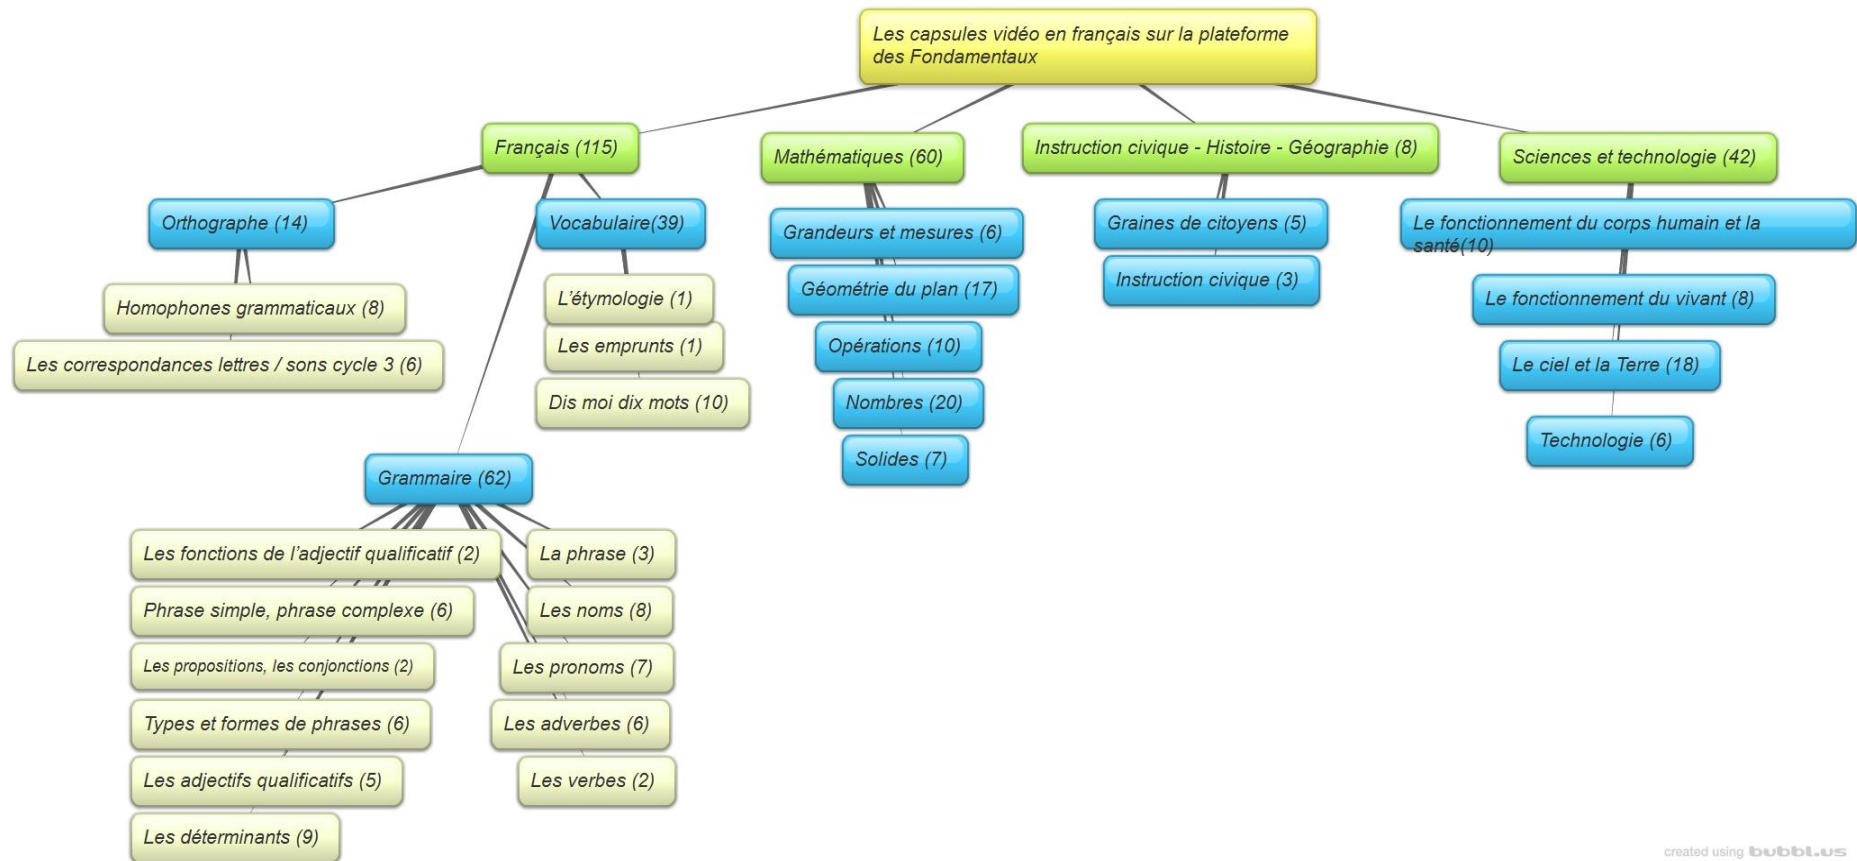 Les capsules vidéo en français sur la plateforme
des Fondamentaux
Français (115)
Mathématiques (60)
Instruction civique - Histoire - Géographie (8)
Sciences et technologie (42)
Orthographe (14)
Vocabulaire(39)
Grandeurs et mesures (6)
Graines de citoyens (5)
Le fonctionnement du corps humain et la
santé(10)
Homophones grammaticaux (8)
Les correspondances lettres / sons cycle 3 (6)
L’étymologie (1)
Les emprunts (1)
Dis moi dix mots (10)
Géométrie du plan (17)
Opérations (10)
Nombres (20)
Solides (7)
Instruction civique (3)
Le fonctionnement du vivant (8)
Le ciel et la Terre (18)
Technologie (6)
Grammaire (62)
Les fonctions de l’adjectif qualificatif (2)
Phrase simple, phrase complexe (6)
Les propositions, les conjonctions (2)
Types et formes de phrases (6)
Les adjectifs qualificatifs (5)
Les déterminants (9)
La phrase (3)
Les noms (8)
Les pronoms (7)
Les adverbes (6)
Les verbes (2)
created using bubbl.us